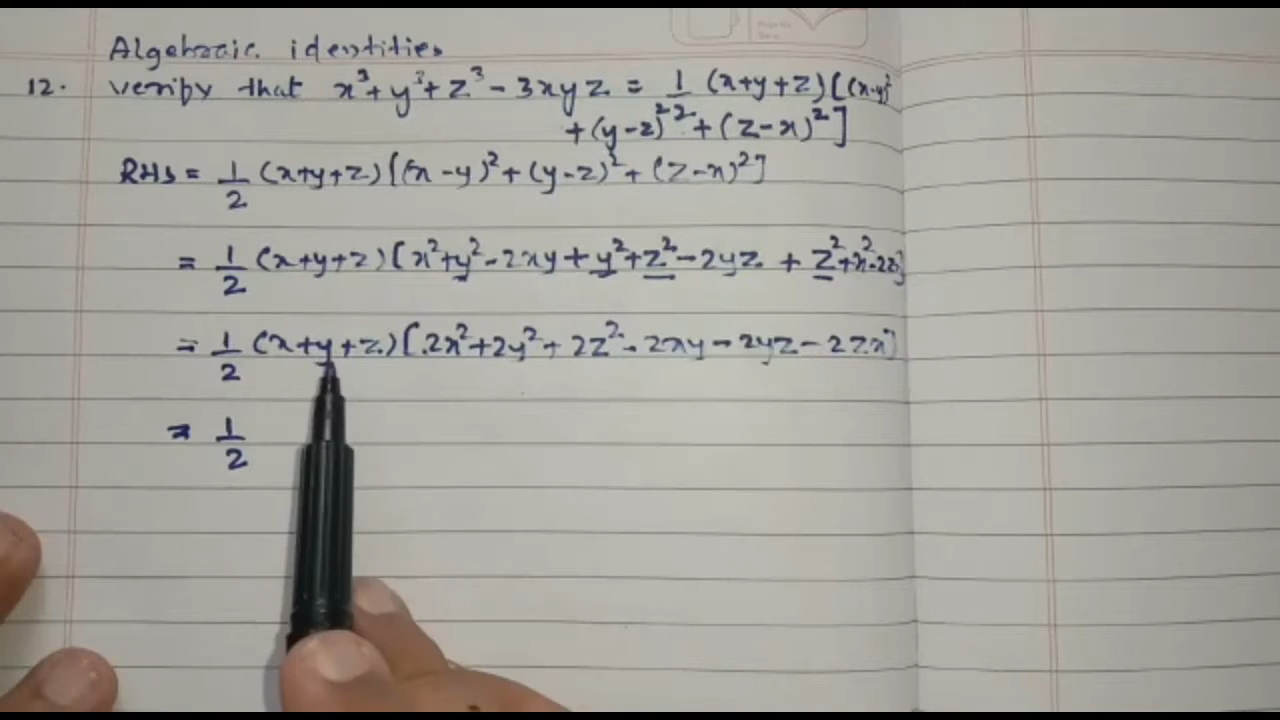 Algebraic identities
12. verify that x³+y³+z³-3xyz = 1/2 (x+y+z)[(x-y)²
+(y-z)²+(z-x)²]
RHS = 1/2 (x+y+z)[(x-y)²+(y-z)²+(z-x)²]
= 1/2 (x+y+z)[x²+y²-2xy+y²+z²-2yz+z²+x²-2zx]
= 1/2 (x+y+z)[2x²+2y²+2z²-2xy-2yz-2zx]
= 1/2